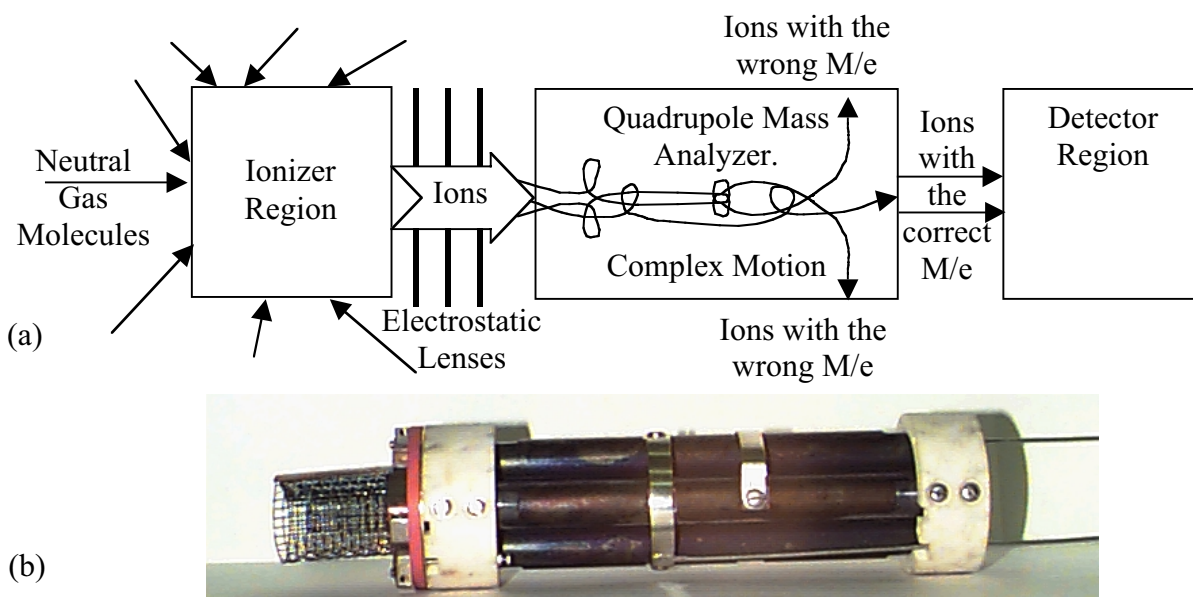 Neutral
Gas
Molecules
Ionizer
Region
Ions
Electrostatic
Lenses
Ions with the
wrong M/e
Quadrupole Mass
Analyzer.
Complex Motion
Ions with the
wrong M/e
Ions
with
the
correct
M/e
Detector
Region
(a)
(b)